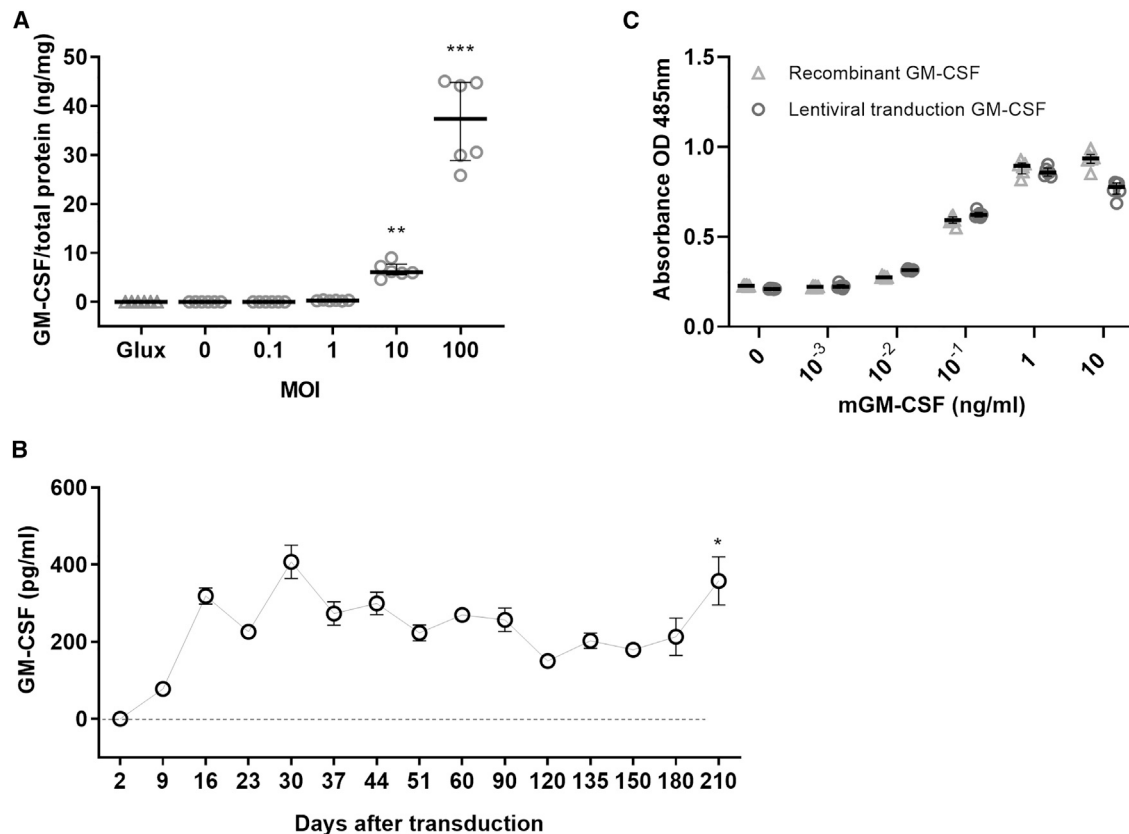 A
GM-CSF/total protein (ng/mg)
50
40
30
20
10
0
***
**
Glux 0 0.1 1 10 100
MOI
C
Absorbance OD 485nm
1.5
1.0
0.5
0.0
Recombinant GM-CSF
Lentiviral tranduction GM-CSF
0 10⁻³ 10⁻² 10⁻¹ 1 10
mGM-CSF (ng/ml)
B
GM-CSF (pg/ml)
600
400
200
0
*
2 9 16 23 30 37 44 51 60 90 120 135 150 180 210
Days after transduction